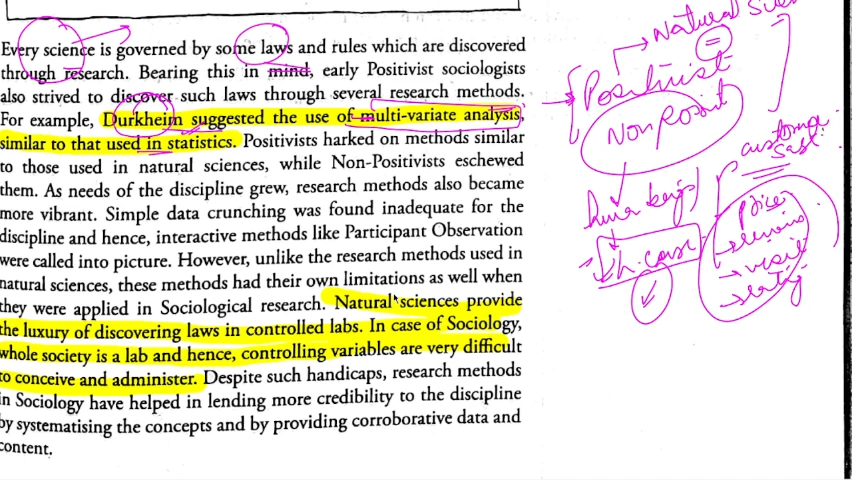 Every science is governed by some laws and rules which are discovered
through research. Bearing this in mind, early Positivist sociologists
also strived to discover such laws through several research methods.
For example, Durkheim suggested the use of multi-variate analysis,
similar to that used in statistics. Positivists harked on methods similar
to those used in natural sciences, while Non-Positivists eschewed
them. As needs of the discipline grew, research methods also became
more vibrant. Simple data crunching was found inadequate for the
discipline and hence, interactive methods like Participant Observation
were called into picture. However, unlike the research methods used in
natural sciences, these methods had their own limitations as well when
they were applied in Sociological research. Natural sciences provide
the luxury of discovering laws in controlled labs. In case of Sociology,
whole society is a lab and hence, controlling variables are very difficult
to conceive and administer. Despite such handicaps, research methods
in Sociology have helped in lending more credibility to the discipline
by systematising the concepts and by providing corroborative data and
content.
Natural
Positivist
Non Posit